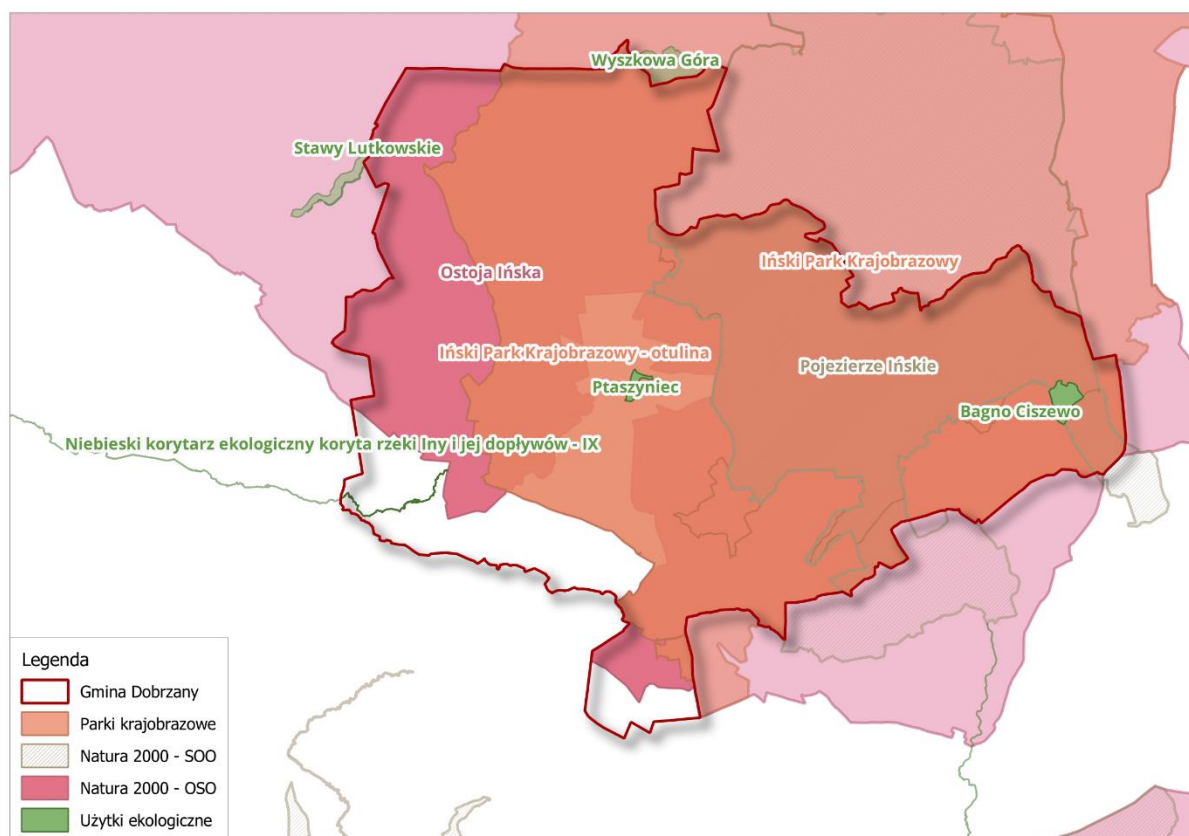 Wyszkowa Góra
Stawy Lutkowskie
Ostoja Ińska
Iński Park Krajobrazowy
Iński Park Krajobrazowy - otulina
Pojezierze Ińskie
Ptaszyniec
Bagno Ciszewo
Niebieski korytarz ekologiczny koryta rzeki Iny i jej dopływów - IX
Legenda
Gmina Dobrzany
Parki krajobrazowe
Natura 2000 - SOO
Natura 2000 - OSO
Użytki ekologiczne